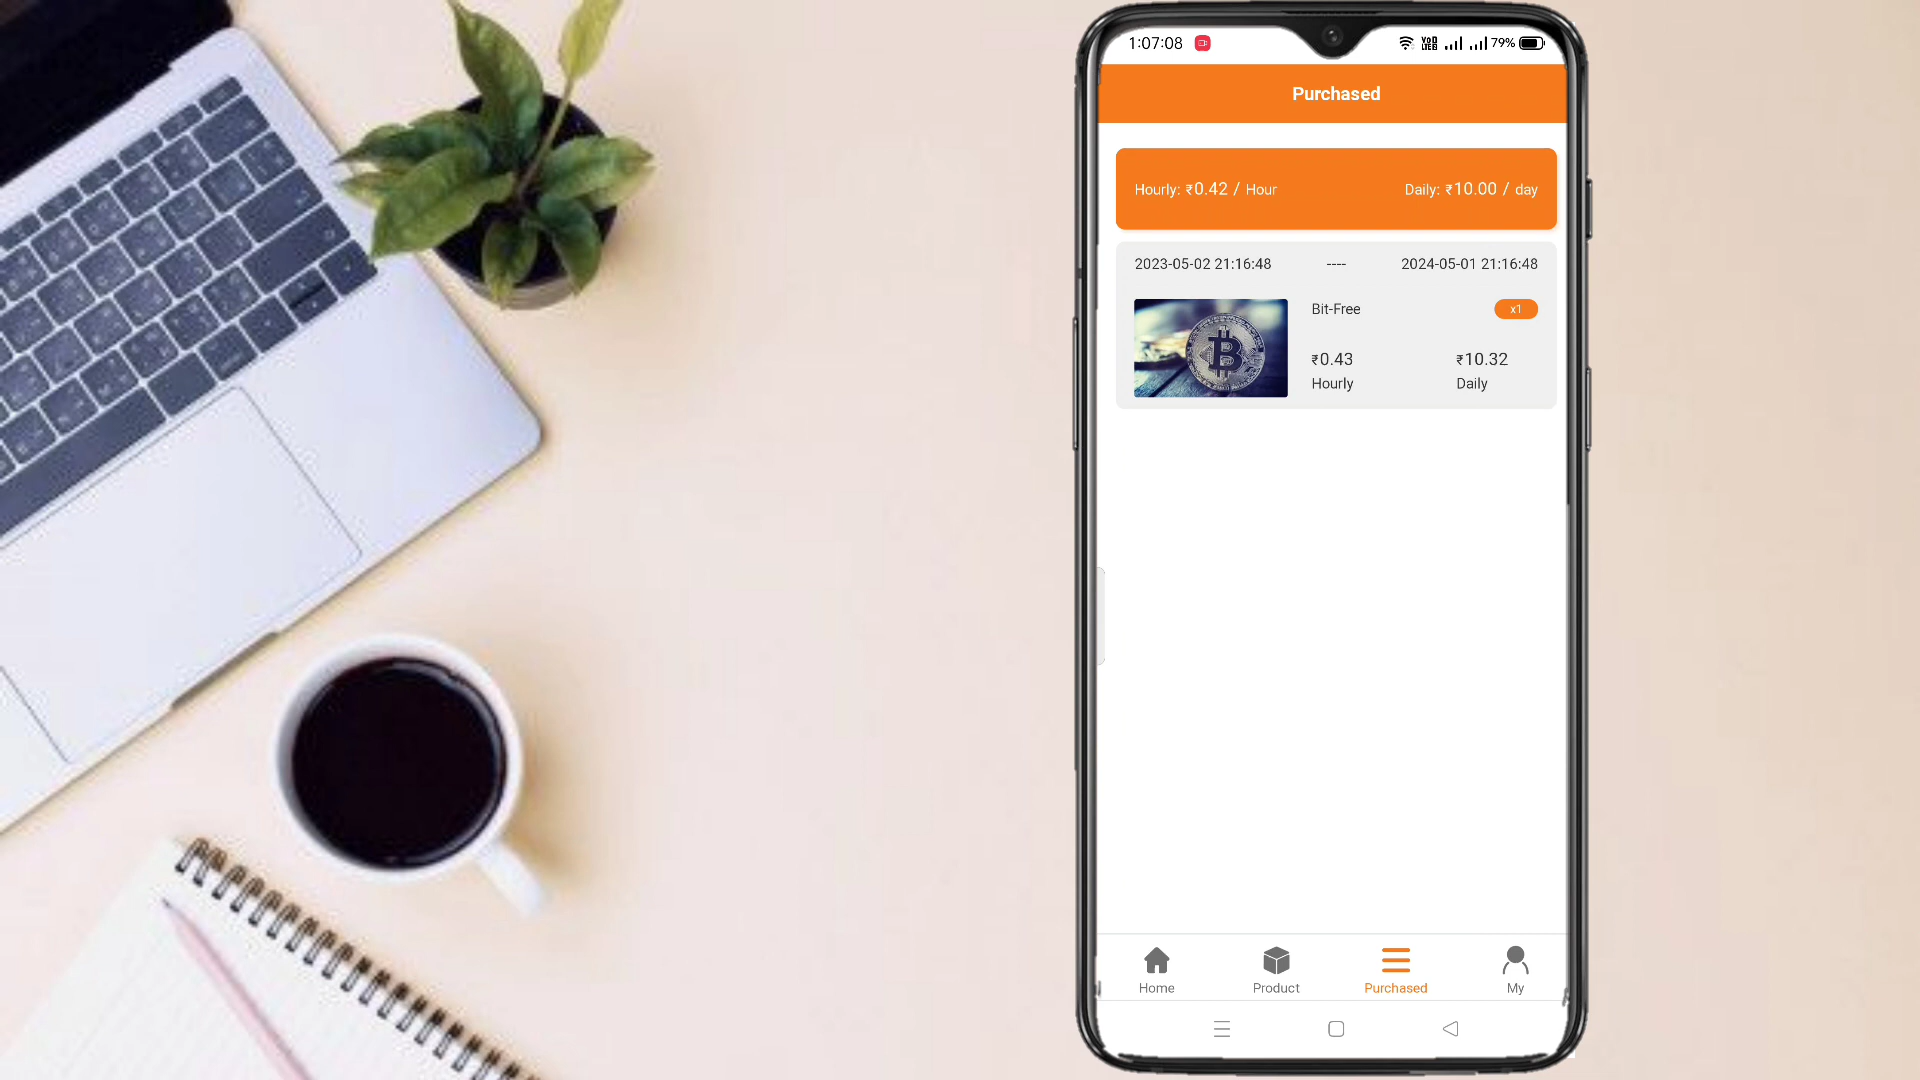 1:07:08 79%
Purchased
Hourly: ₹0.42 / Hour Daily: ₹10.00 / day
2023-05-02 21:16:48 ---- 2024-05-01 21:16:48
Bit-Free x1
₹0.43 ₹10.32
Hourly Daily
Home Product Purchased My